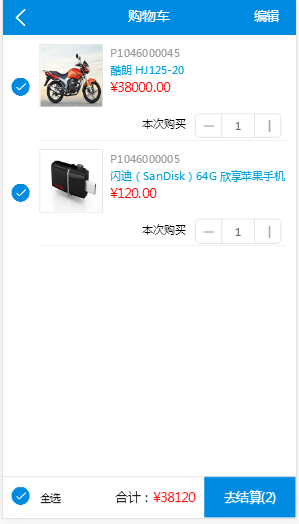 购物车
编辑
P1046000045
酷朗 HJ125-20
¥38000.00
本次购买
1
P1046000005
闪迪（SanDisk）64G 欣享苹果手机
¥120.00
本次购买
1
全选
合计：¥38120
去结算(2)